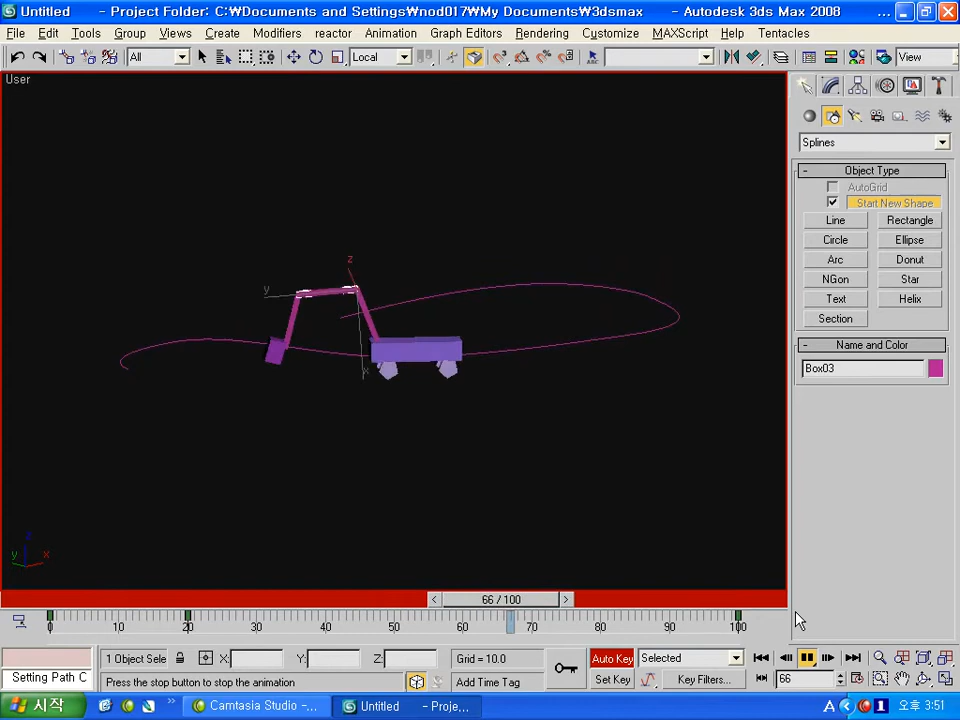 Untitled - Project Folder: C:₩Documents and Settings₩nod017₩My Documents₩3dsmax - Autodesk 3ds Max 2008 ...
File Edit Tools Group Views Create Modifiers reactor Animation Graph Editors Rendering Customize MAXScript Help Tentacles
All Local View
User
Splines
- Object Type
AutoGrid
Start New Shape
Line Rectangle
Circle Ellipse
Arc Donut
NGon Star
Text Helix
Section
- Name and Color
Box03
z
y
x
z
y x
< 66 / 100 >
0 10 20 30 40 50 60 70 80 90 100
1 Object Sele X: Y: Z: Grid = 10.0 Auto Key Selected
Setting Path C Press the stop button to stop the animation Add Time Tag Set Key Key Filters... 66
시작 Camtasia Studio - ... Untitled - Proje... A 1 오후 3:51